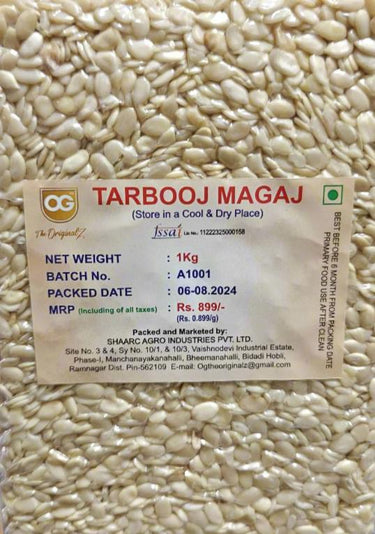 OG
The OriginalZ
TARBOOJ MAGAJ
(Store in a Cool & Dry Place)
fssai Lic No.: 11222325000158
NET WEIGHT : 1Kg
BATCH No. : A1001
PACKED DATE : 06-08.2024
MRP (Including of all taxes) : Rs. 899/-
(Rs. 0.899/g)
Packed and Marketed by:
SHAARC AGRO INDUSTRIES PVT. LTD.
Site No. 3 & 4, Sy No. 10/1, & 10/3, Vaishnodevi Industrial Estate,
Phase-I, Manchanayakanahalli, Bheemanahalli, Bidadi Hobli,
Ramnagar Dist. Pin-562109 E-mail: Ogtheoriginalz@gmail.com
BEST BEFORE 6 MONTH FROM PACKING DATE
PRIMARY FOOD USE AFTER CLEAN